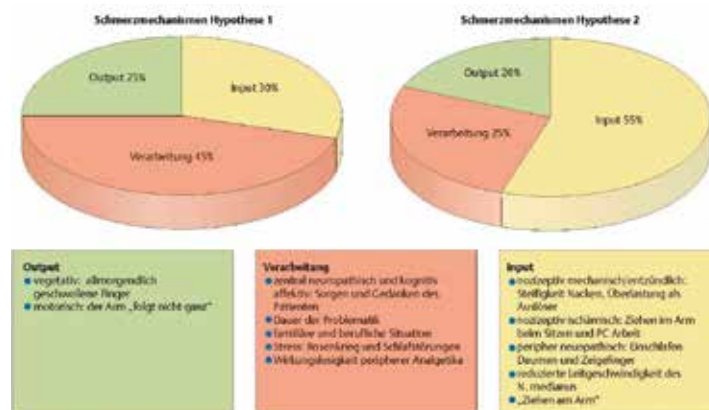 Schmerzmechanismen Hypothese 1
Schmerzmechanismen Hypothese 2
Output 25%
Input 30%
Verarbeitung 45%
Output 20%
Verarbeitung 25%
Input 55%
Output
● vegetativ: allmorgendlich
geschwollene Finger
● motorisch: der Arm „folgt nicht ganz“
Verarbeitung
● zentral neuropathisch und kognitiv
affektiv: Sorgen und Gedanken des
Patienten
● Dauer der Problematik
● familiäre und berufliche Situation
● Stress: Rosenkrieg und Schlafstörungen
● Wirkungslosigkeit peripherer Analgetika
Input
● nozizeptiv mechanisch/entzündlich:
Steifigkeit Nacken, Überlastung als
Auslöser
● nozizeptiv ischämisch: Ziehen im Arm
beim Sitzen und PC Arbeit
● peripher neuropathisch: Einschlafen
Daumen und Zeigefinger
● reduzierte Leitgeschwindigkeit des
N. medianus
● „Ziehen am Arm“